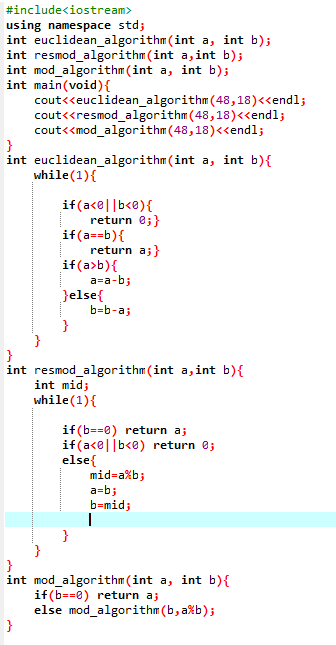 #include<iostream>
using namespace std;
int euclidean_algorithm(int a, int b);
int resmod_algorithm(int a,int b);
int mod_algorithm(int a, int b);
int main(void){
    cout<<euclidean_algorithm(48,18)<<endl;
    cout<<resmod_algorithm(48,18)<<endl;
    cout<<mod_algorithm(48,18)<<endl;
}
int euclidean_algorithm(int a, int b){
    while(1){
        if(a<0||b<0){
            return 0;}
        if(a==b){
            return a;}
        if(a>b){
            a=a-b;
        }else{
            b=b-a;
        }
    }
}
int resmod_algorithm(int a,int b){
    int mid;
    while(1){
        if(b==0) return a;
        if(a<0||b<0) return 0;
        else{
            mid=a%b;
            a=b;
            b=mid;
        }
    }
}
int mod_algorithm(int a, int b){
    if(b==0) return a;
    else mod_algorithm(b,a%b);
}